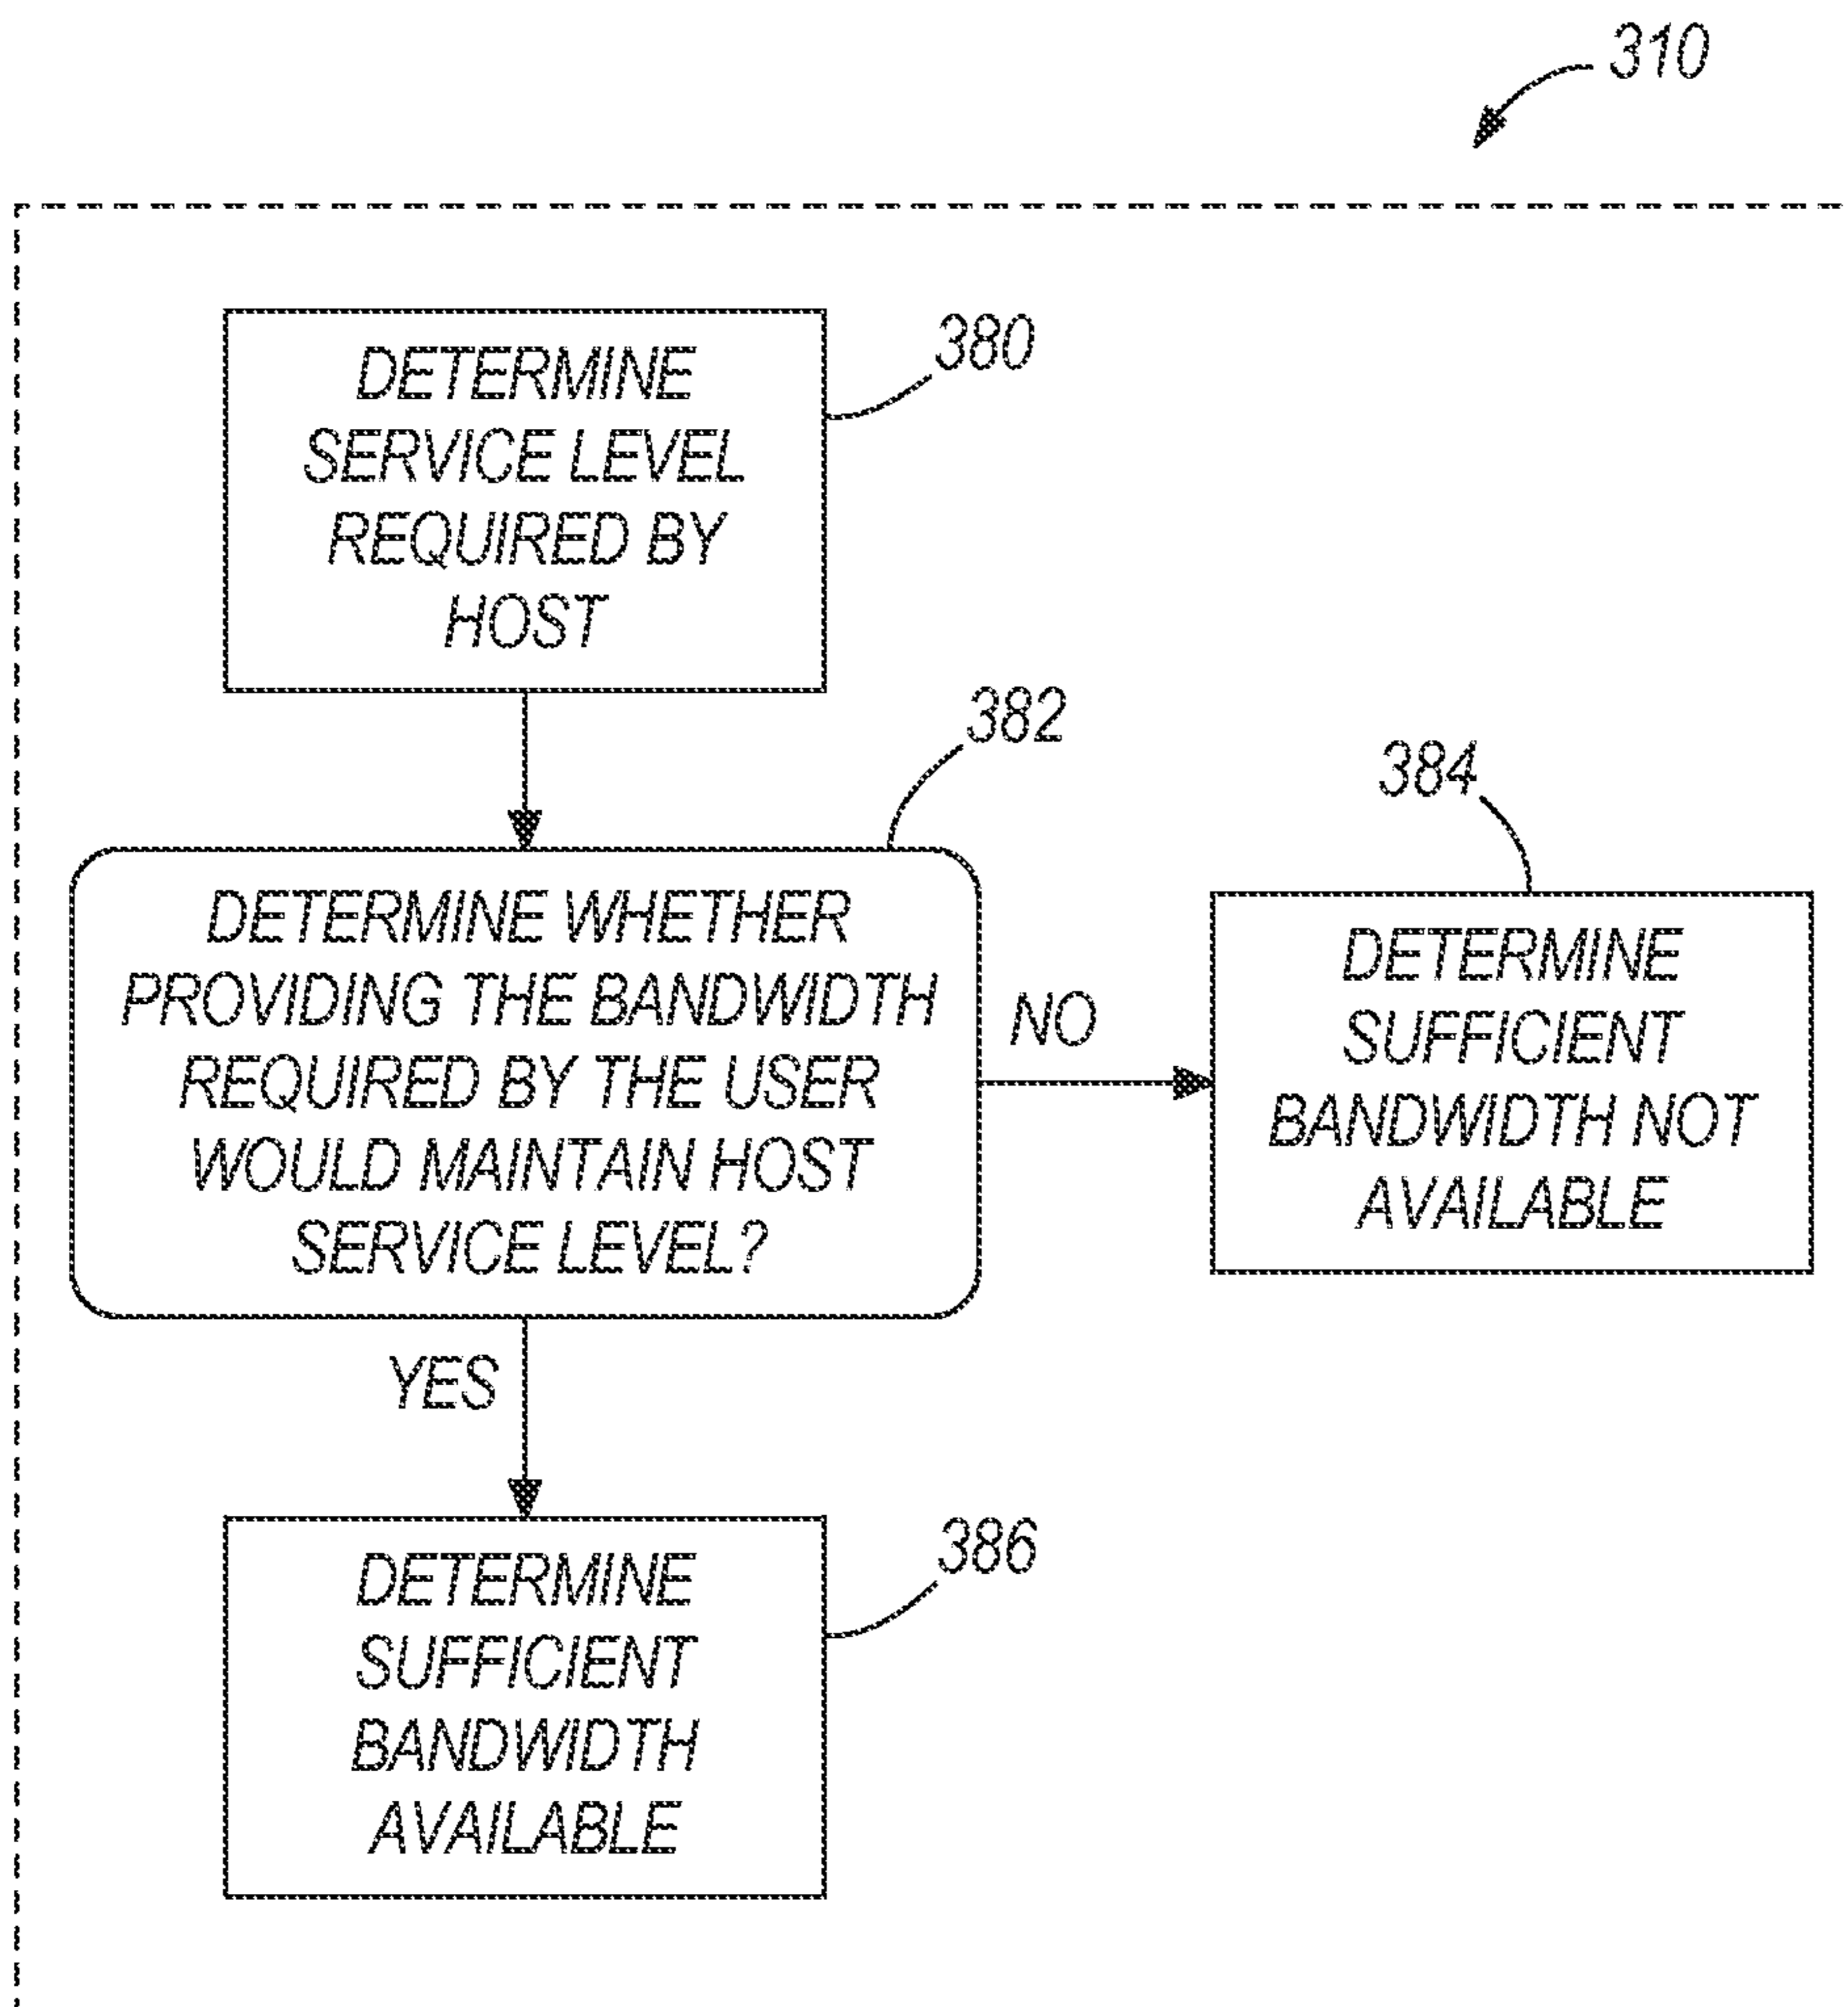 310
DETERMINE
SERVICE LEVEL
REQUIRED BY
HOST
380
382
DETERMINE WHETHER
PROVIDING THE BANDWIDTH
REQUIRED BY THE USER
WOULD MAINTAIN HOST
SERVICE LEVEL?
NO
384
DETERMINE
SUFFICIENT
BANDWIDTH NOT
AVAILABLE
YES
386
DETERMINE
SUFFICIENT
BANDWIDTH
AVAILABLE